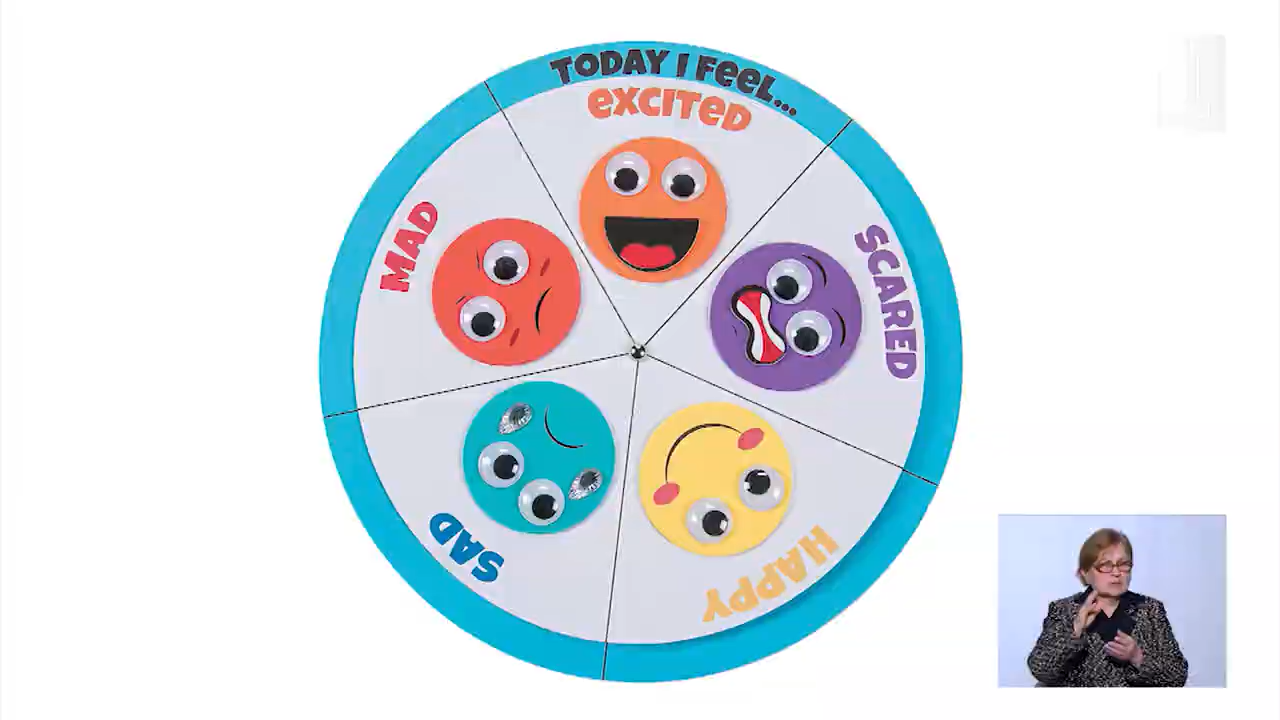 TODAY I FEEL...
EXCITED
SCARED
HAPPY
SAD
MAD